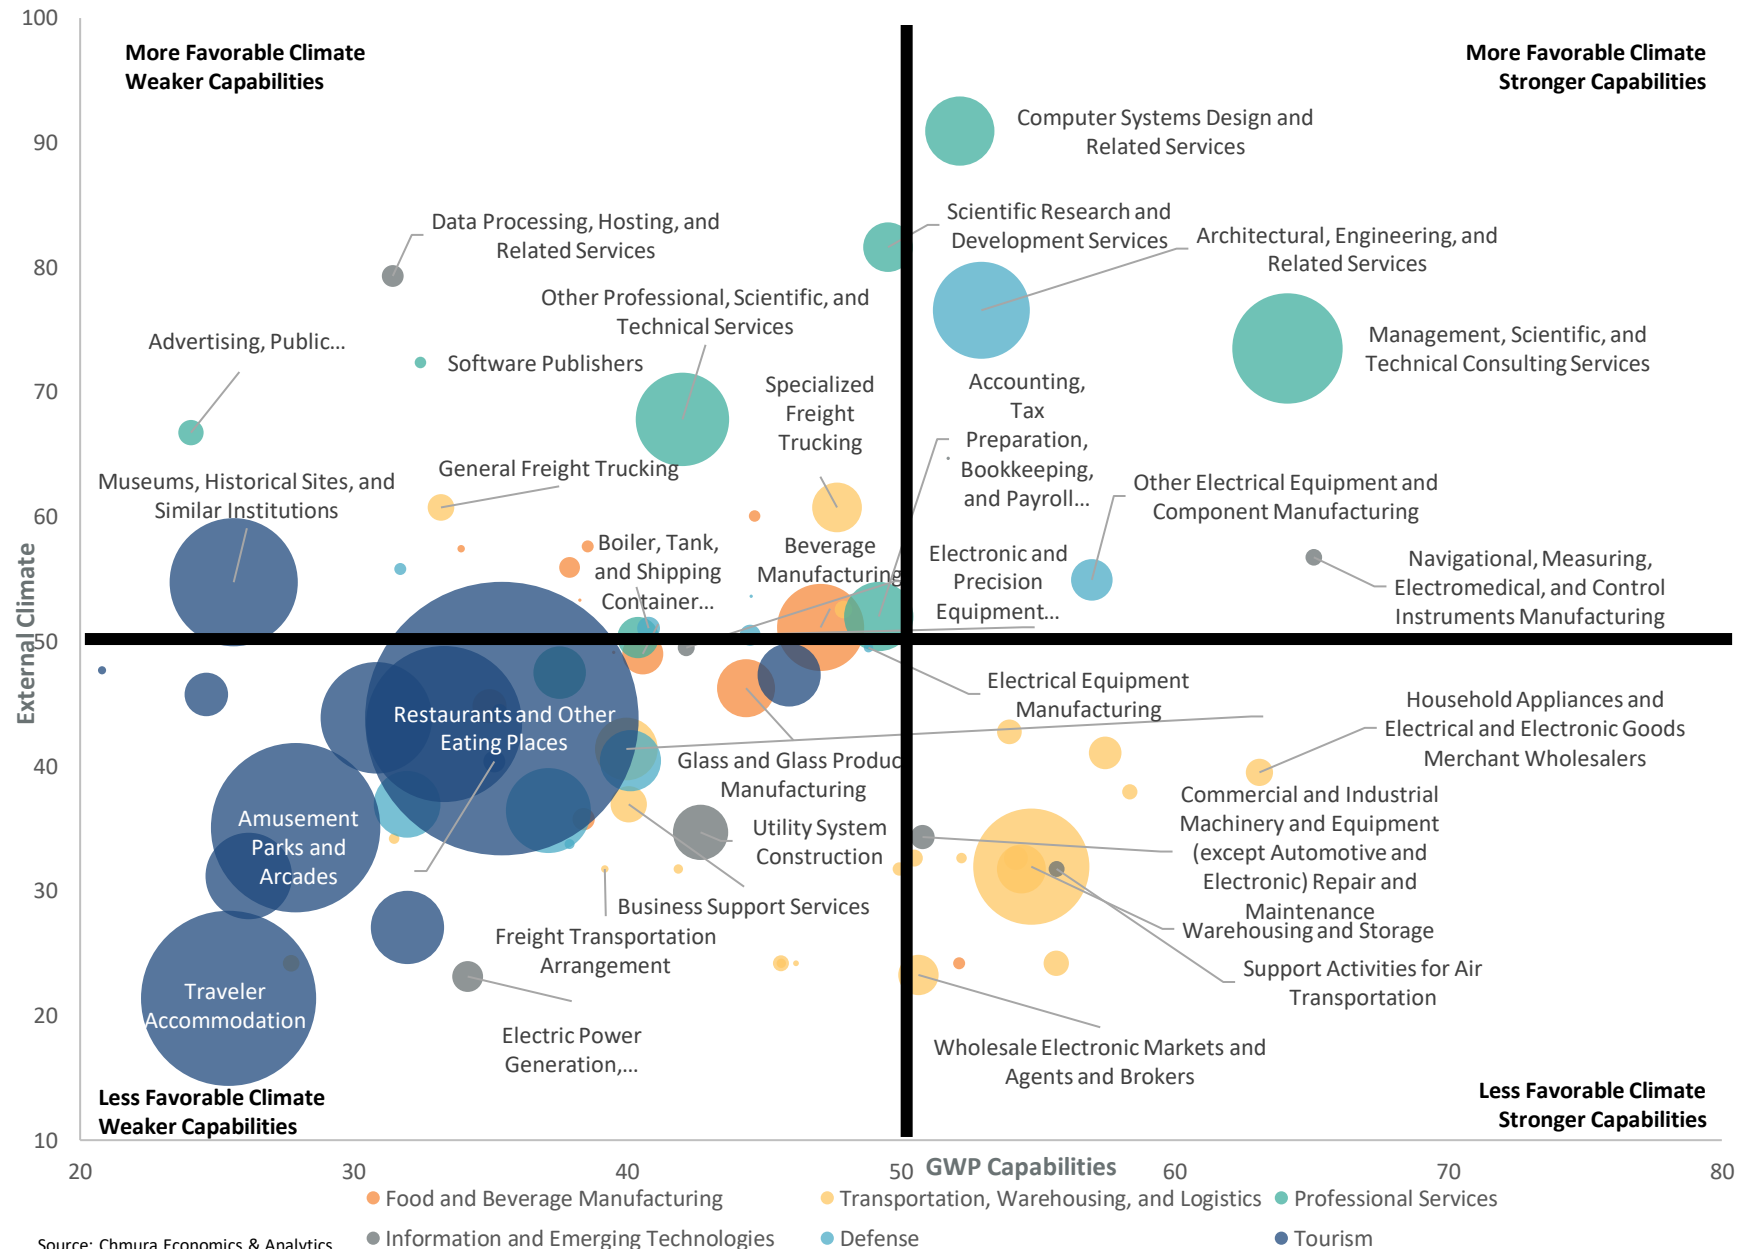 100
90
80
70
60
50
40
30
20
10
External Climate
More Favorable Climate
Weaker Capabilities
More Favorable Climate
Stronger Capabilities
Computer Systems Design and
Related Services
Scientific Research and
Development Services
Architectural, Engineering, and
Related Services
Data Processing, Hosting, and
Related Services
Other Professional, Scientific, and
Technical Services
Advertising, Public...
Software Publishers
Management, Scientific, and
Technical Consulting Services
Specialized
Freight
Trucking
Accounting,
Tax
Preparation,
Bookkeeping,
and Payroll...
General Freight Trucking
Museums, Historical Sites, and
Similar Institutions
Other Electrical Equipment and
Component Manufacturing
Boiler, Tank,
and Shipping
Container...
Beverage
Manufacturing
Electronic and
Precision
Equipment...
Navigational, Measuring,
Electromedical, and Control
Instruments Manufacturing
Electrical Equipment
Manufacturing
Household Appliances and
Electrical and Electronic Goods
Merchant Wholesalers
Restaurants and Other
Eating Places
Glass and Glass Produc
Manufacturing
Commercial and Industrial
Machinery and Equipment
(except Automotive and
Electronic) Repair and
Maintenance
Amusement
Parks and
Arcades
Utility System
Construction
Business Support Services
Warehousing and Storage
Freight Transportation
Arrangement
Support Activities for Air
Transportation
Traveler
Accommodation
Electric Power
Generation,...
Wholesale Electronic Markets and
Agents and Brokers
Less Favorable Climate
Weaker Capabilities
Less Favorable Climate
Stronger Capabilities
20
30
40
50
60
70
80
GWP Capabilities
Food and Beverage Manufacturing
Transportation, Warehousing, and Logistics
Professional Services
Information and Emerging Technologies
Defense
Tourism
Source: Chmura Economics & Analytics